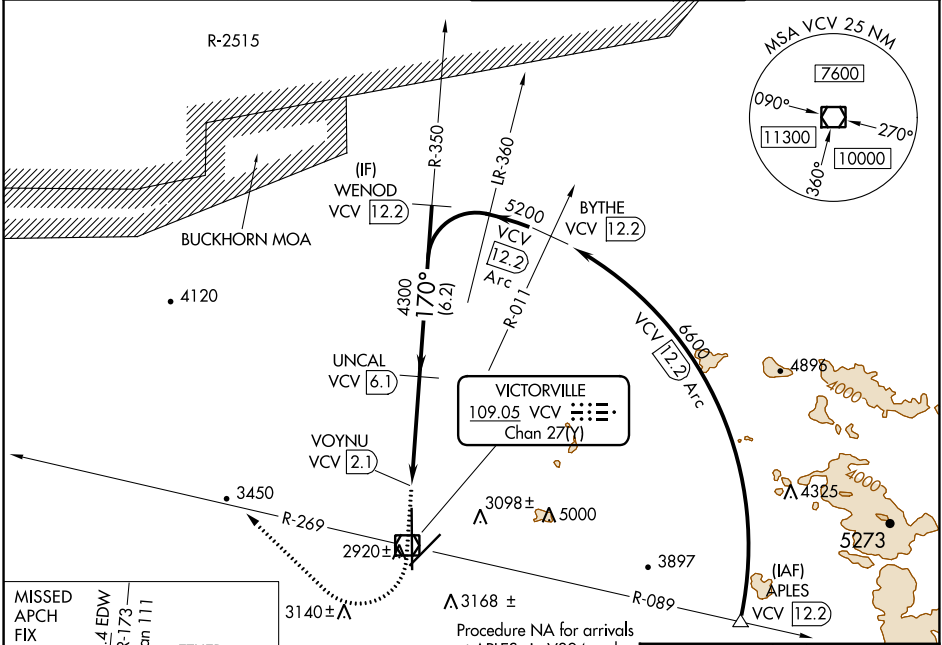 R-2515
MSA VCV 25 NM
7600
090°
270°
11300
10000
360°
R-350
LR-360
(IF)
WENOD
VCV 12.2
5200
VCV
12.2
Arc
BYTHE
VCV 12.2
BUCKHORN MOA
R-011
4120
4300
170°
(6.2)
6600
VCV 12.2 Arc
UNCAL
VCV 6.1
4896
4000
VICTORVILLE
109.05 VCV
Chan 27(Y)
VOYNU
VCV 2.1
4000
3450
R-269
3098 ±
5000
4325
5273
2920 ±
3897
(IAF)
APLES
VCV 12.2
R-089
3140 ±
3168 ±
MISSED
APCH
FIX
EDW
R-173
111
Procedure NA for arrivals